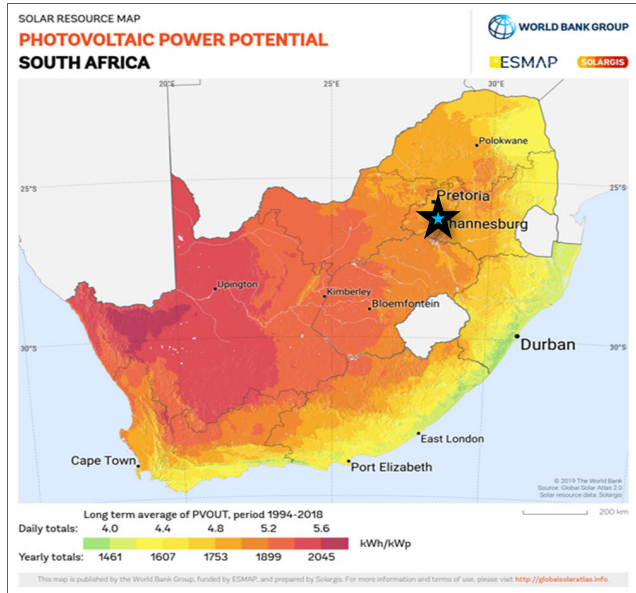 SOLAR RESOURCE MAP
PHOTOVOLTAIC POWER POTENTIAL
SOUTH AFRICA
WORLD BANK GROUP
ESMAP
SOLARGIS
20°E
25°E
30°E
Polokwane
25°S
25°S
Pretoria
hannesburg
Upington
Kimberley
Bloemfontein
30°S
30°S
Durban
East London
Cape Town
Port Elizabeth
© 2019 The World Bank
Source: Global Solar Atlas 2.0
Solar resource data: Solargis
200 km
Long term average of PVOUT, period 1994-2018
Daily totals: 4.0 4.4 4.8 5.2 5.6
kWh/kWp
Yearly totals: 1461 1607 1753 1899 2045
This map is published by the World Bank Group, funded by ESMAP, and prepared by Solargis. For more information and terms of use, please visit http://globalsolaratlas.info.